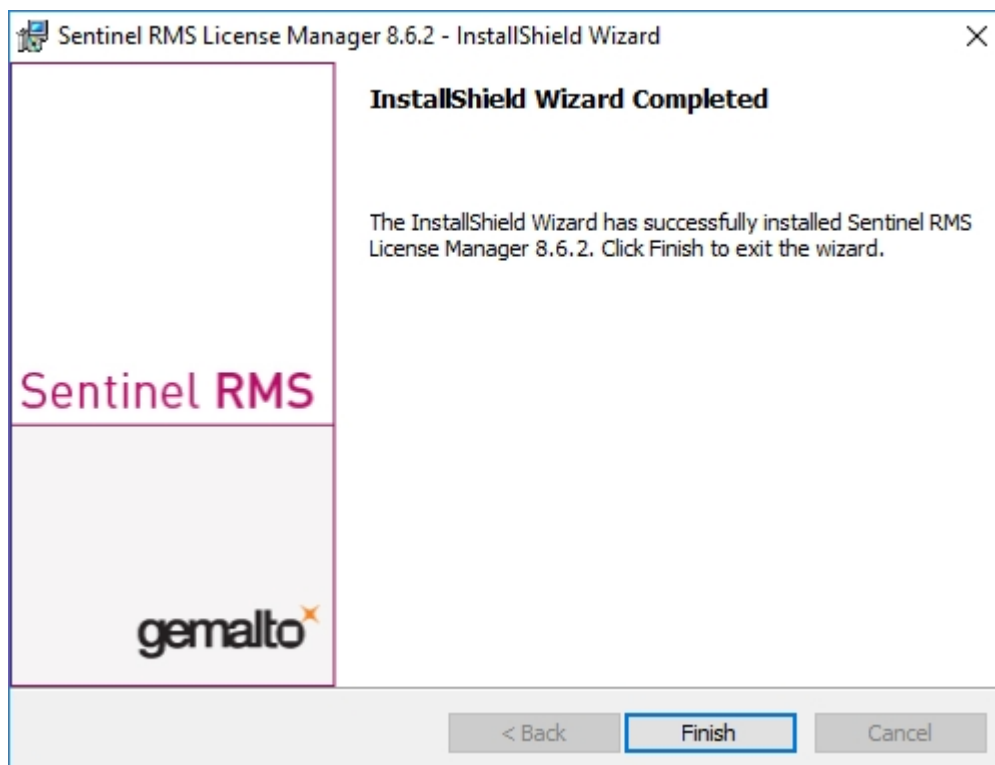 Sentinel RMS License Manager 8.6.2 - InstallShield Wizard
InstallShield Wizard Completed
The InstallShield Wizard has successfully installed Sentinel RMS
License Manager 8.6.2. Click Finish to exit the wizard.
Sentinel RMS
gemalto
< Back
Finish
Cancel